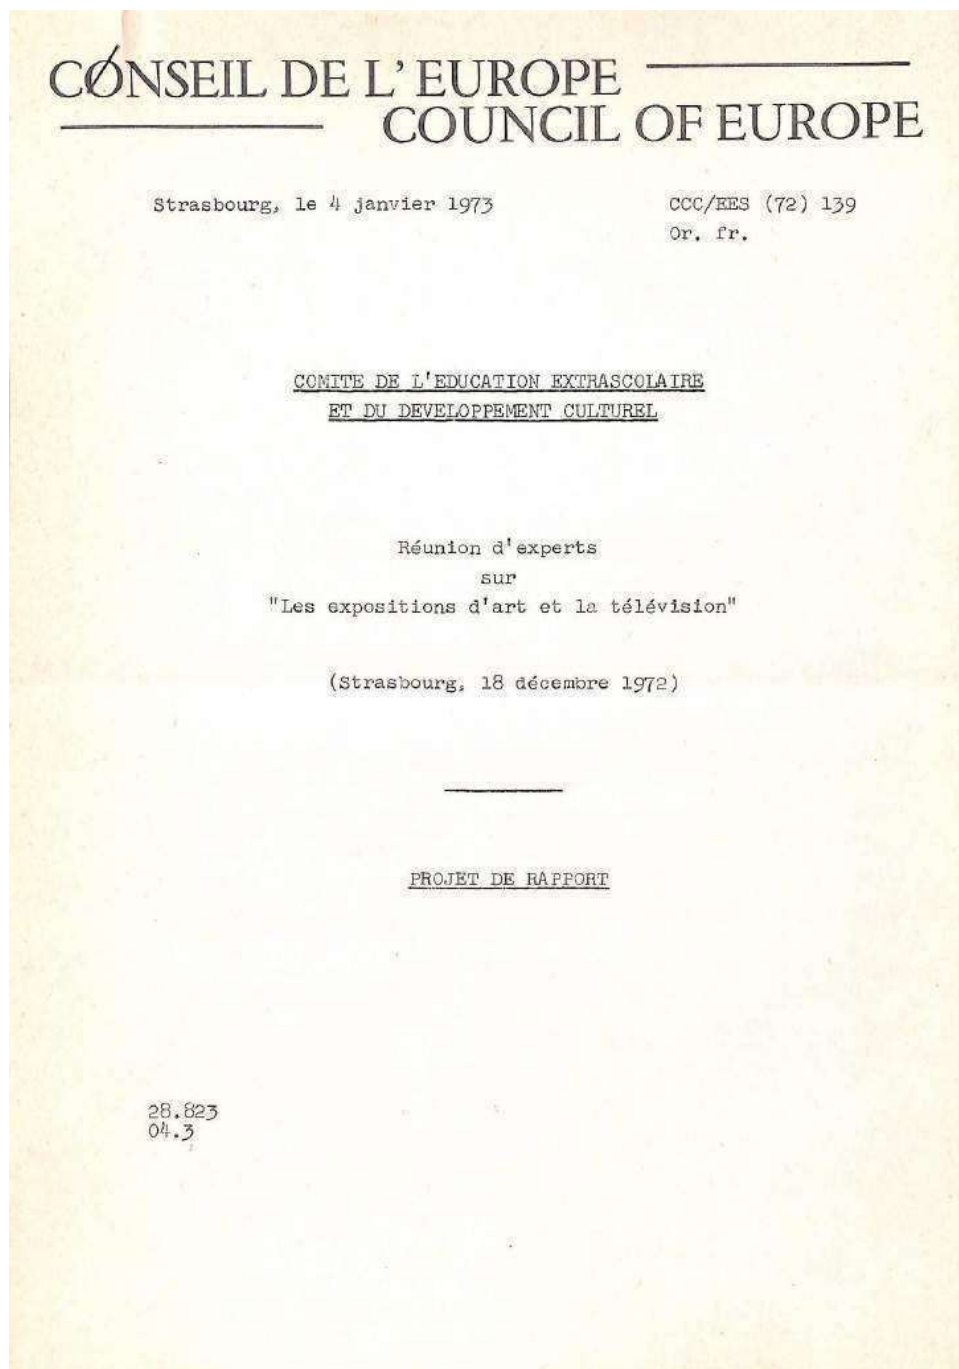 CONSEIL DE L'EUROPE
COUNCIL OF EUROPE
Strasbourg, le 4 janvier 1973
CCC/EES (72) 139
Or. fr.
COMITE DE L'EDUCATION EXTRASCOLAIRE
ET DU DEVELOPPEMENT CULTUREL
Réunion d'experts
sur
"Les expositions d'art et la télévision"
(Strasbourg, 18 décembre 1972)
PROJET DE RAPPORT
28.823
04.3